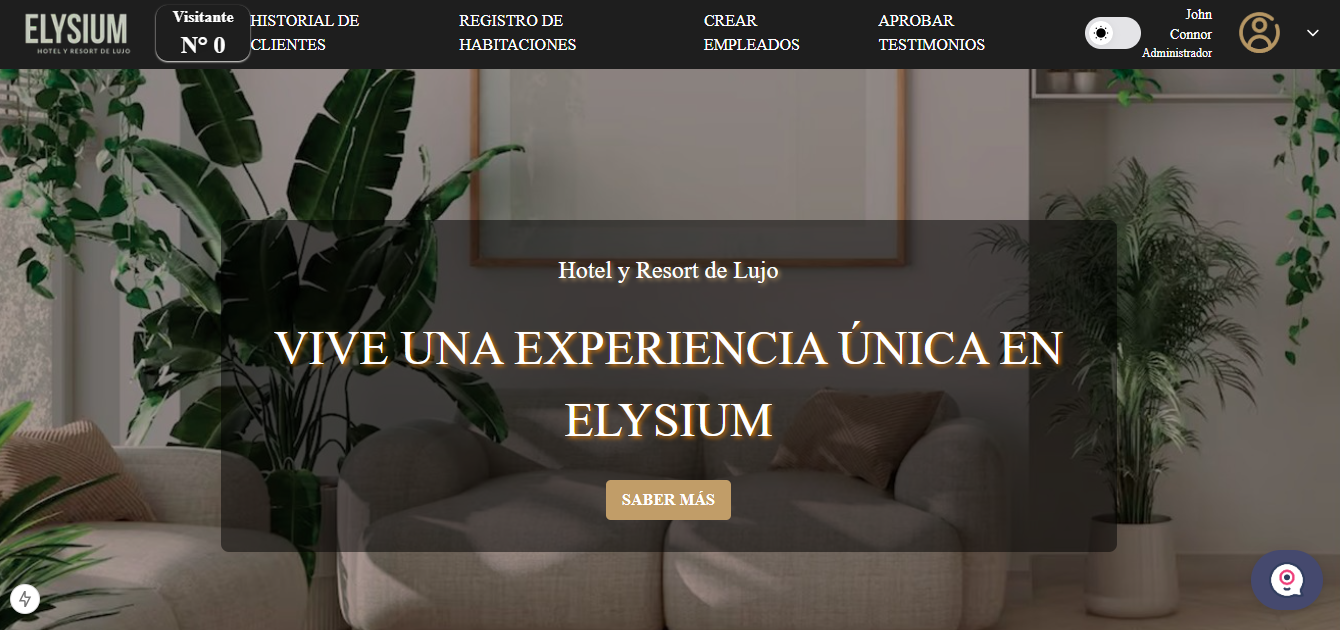 ELYSIUM
HOTEL Y RESORT DE LUJO
Visitante
N° 0
HISTORIAL DE
CLIENTES
REGISTRO DE
HABITACIONES
CREAR
EMPLEADOS
APROBAR
TESTIMONIOS
John
Connor
Administrador
Hotel y Resort de Lujo
VIVE UNA EXPERIENCIA ÚNICA EN
ELYSIUM
SABER MÁS